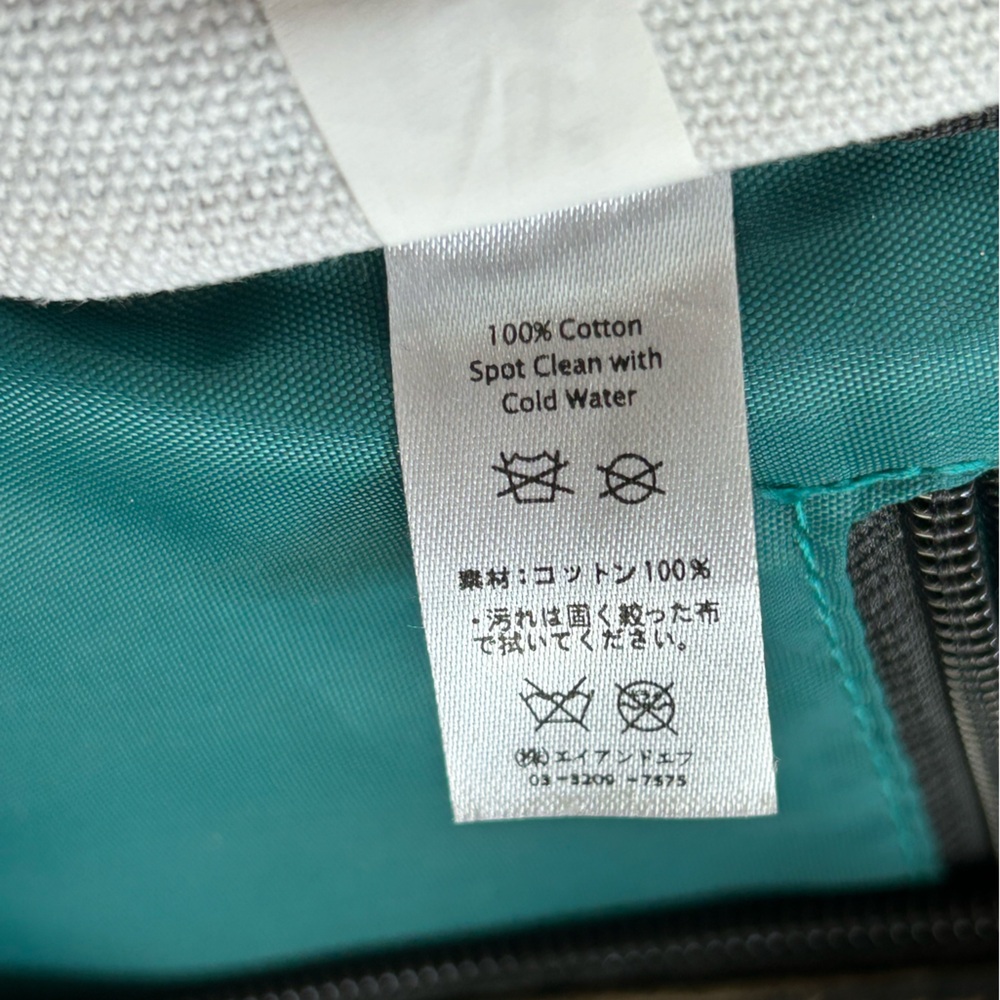 100% Cotton
Spot Clean with
Cold Water
素材：コットン100%
・汚れは固く絞った布
で拭いてください。
㈱エイアンドエフ
03-3209-7575